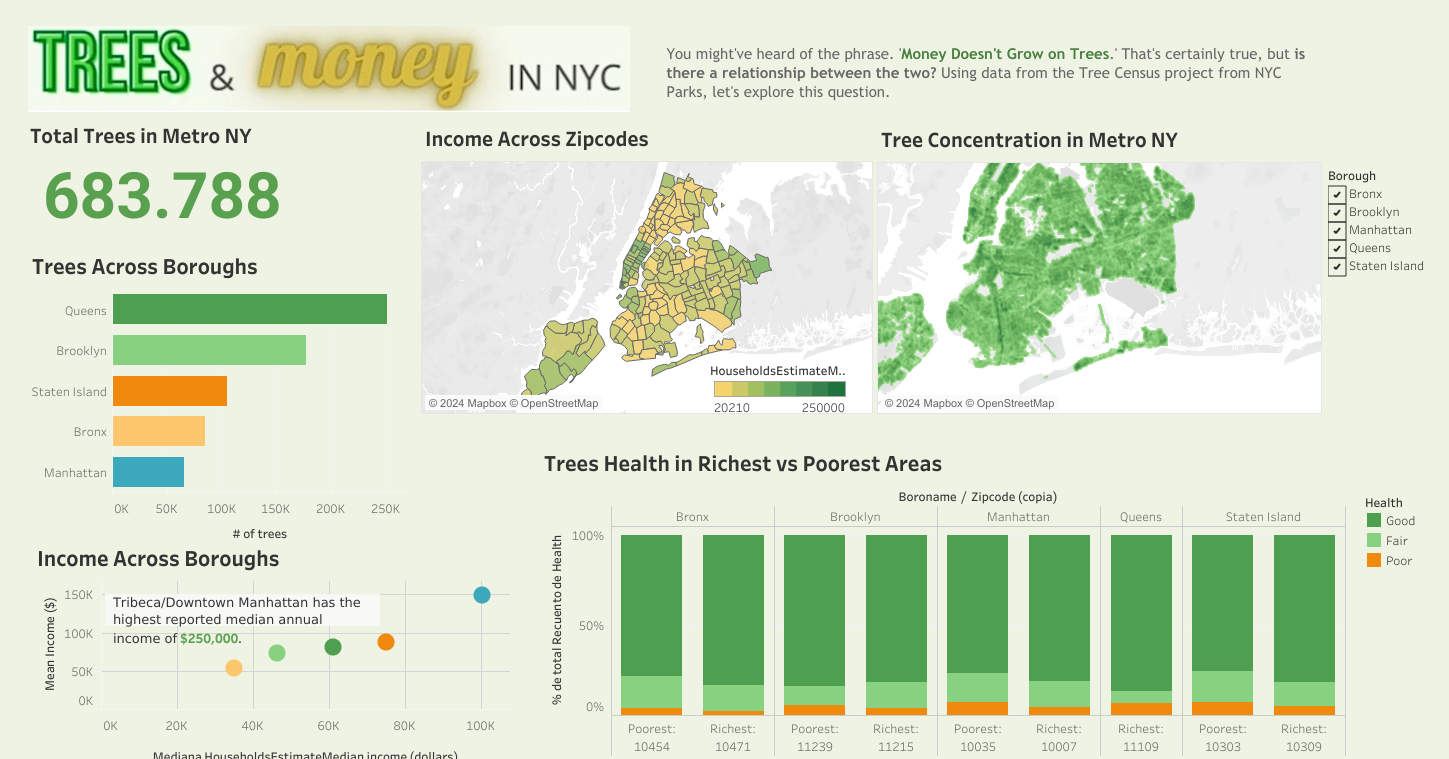 TREES & money IN NYC
You might've heard of the phrase. 'Money Doesn't Grow on Trees.' That's certainly true, but is
there a relationship between the two? Using data from the Tree Census project from NYC
Parks, let's explore this question.
Total Trees in Metro NY
683.788
Trees Across Boroughs
Queens
Brooklyn
Staten Island
Bronx
Manhattan
0K 50K 100K 150K 200K 250K
# of trees
Income Across Zipcodes
HouseholdsEstimateM..
20210 250000
© 2024 Mapbox © OpenStreetMap
Tree Concentration in Metro NY
© 2024 Mapbox © OpenStreetMap
Borough
Bronx
Brooklyn
Manhattan
Queens
Staten Island
Income Across Boroughs
Mean Income ($)
150K
100K
50K
0K
Tribeca/Downtown Manhattan has the
highest reported median annual
income of $250,000.
0K 20K 40K 60K 80K 100K
Mediana HouseholdsEstimateMedian income (dollars)
Trees Health in Richest vs Poorest Areas
Boroname / Zipcode (copia)
Bronx Brooklyn Manhattan Queens Staten Island
% de total Recuento de Health
100%
50%
0%
Poorest: Richest: Poorest: Richest: Poorest: Richest: Richest: Poorest: Richest:
10454 10471 11239 11215 10035 10007 11109 10303 10309
Health
Good
Fair
Poor